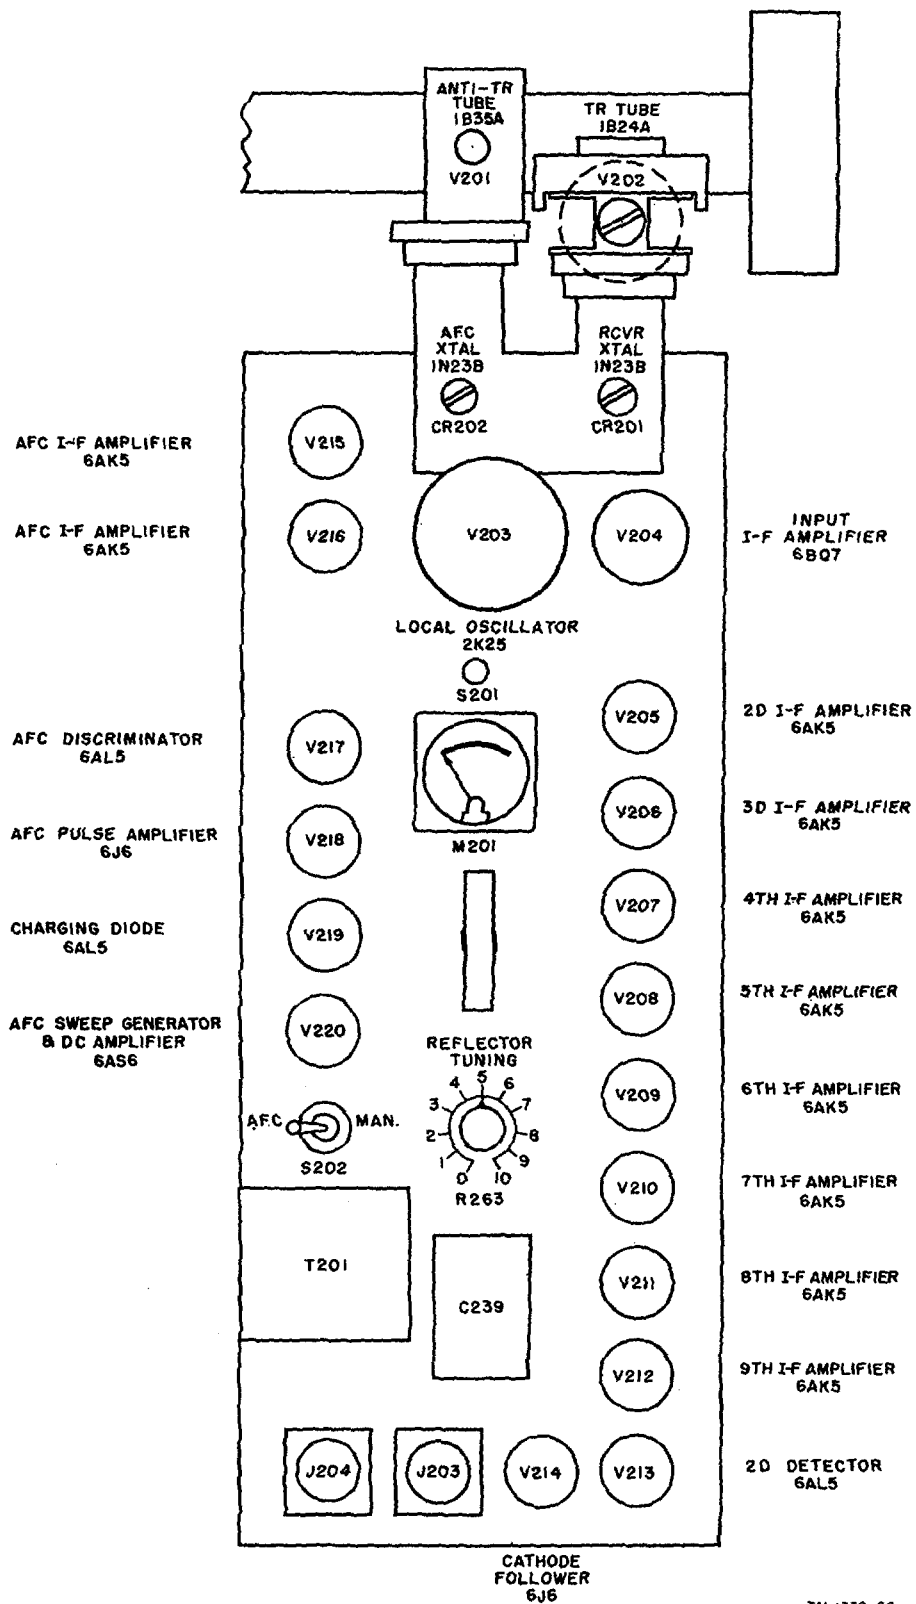 ANTI-TR
TUBE
1B35A
V201
TR TUBE
1B24A
V202
AFC
XTAL
1N23B
CR202
RCVR
XTAL
1N23B
CR201
AFC I-F AMPLIFIER
6AK5
V215
AFC I-F AMPLIFIER
6AK5
V216
V203
LOCAL OSCILLATOR
2K25
S201
V204
INPUT
I-F AMPLIFIER
6BQ7
V205
2D I-F AMPLIFIER
6AK5
AFC DISCRIMINATOR
6AL5
V217
M201
V206
3D I-F AMPLIFIER
6AK5
AFC PULSE AMPLIFIER
6J6
V218
V207
4TH I-F AMPLIFIER
6AK5
CHARGING DIODE
6AL5
V219
V208
5TH I-F AMPLIFIER
6AK5
AFC SWEEP GENERATOR
& DC AMPLIFIER
6AS6
V220
REFLECTOR
TUNING
0 1 2 3 4 5 6 7 8 9 10
R263
V209
6TH I-F AMPLIFIER
6AK5
AFC MAN.
S202
V210
7TH I-F AMPLIFIER
6AK5
T201
C239
V211
8TH I-F AMPLIFIER
6AK5
V212
9TH I-F AMPLIFIER
6AK5
J204
J203
V214
V213
2D DETECTOR
6AL5
CATHODE
FOLLOWER
6J6